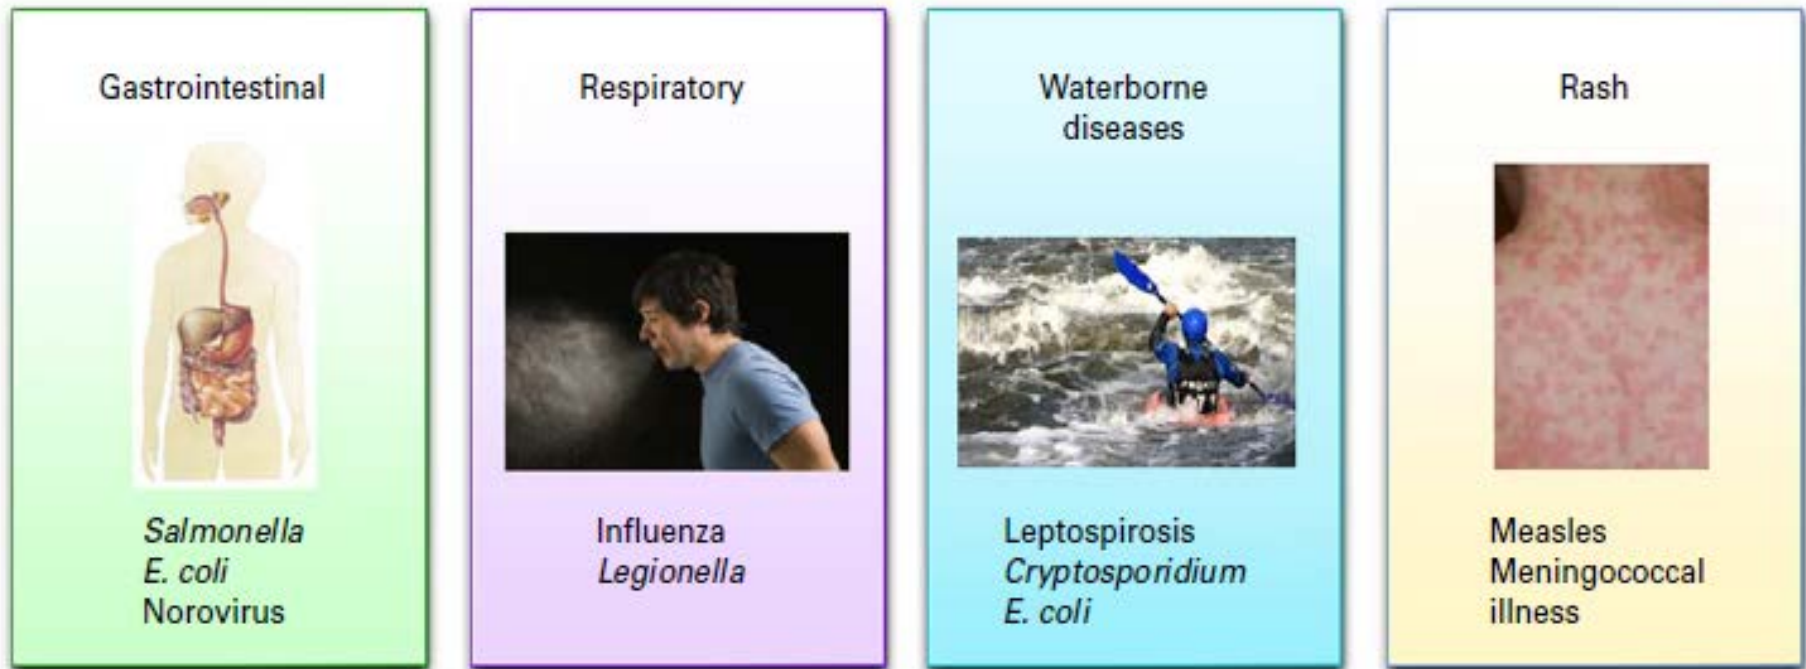 Gastrointestinal
Salmonella
E. coli
Norovirus
Respiratory
Influenza
Legionella
Waterborne
diseases
Leptospirosis
Cryptosporidium
E. coli
Rash
Measles
Meningococcal
illness